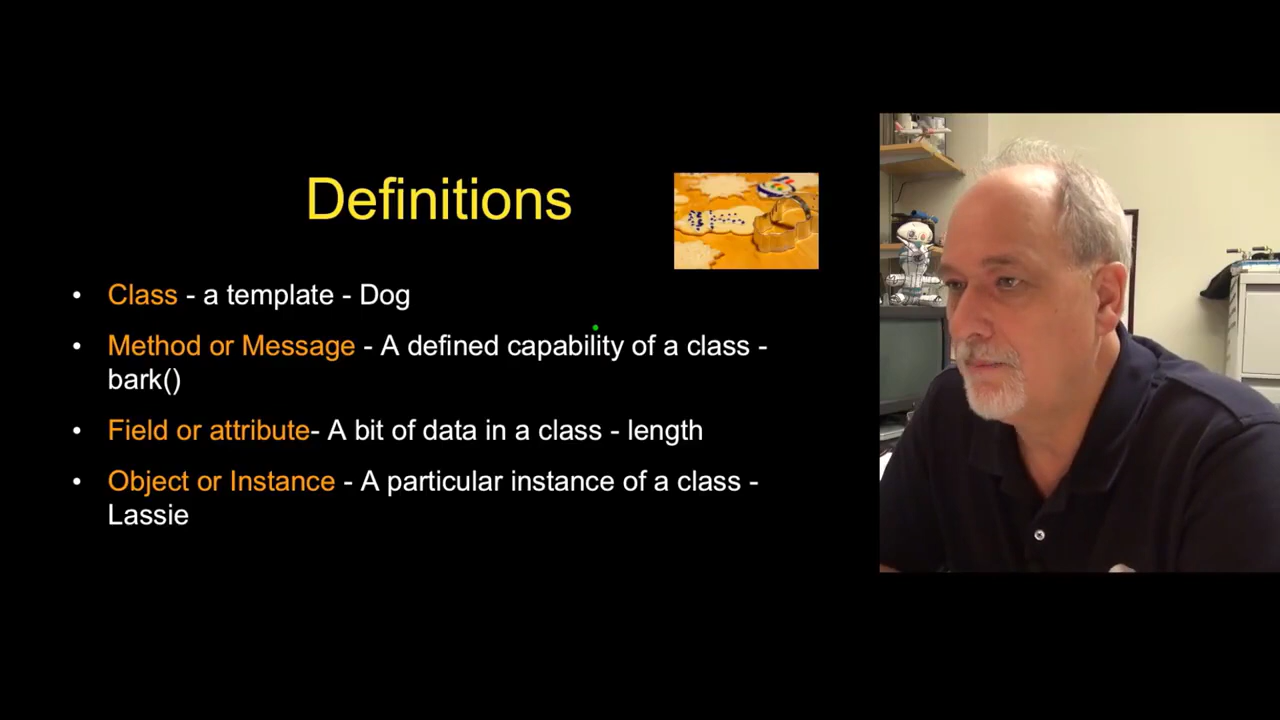 Definitions
• Class - a template - Dog
• Method or Message - A defined capability of a class -
bark()
• Field or attribute- A bit of data in a class - length
• Object or Instance - A particular instance of a class -
Lassie